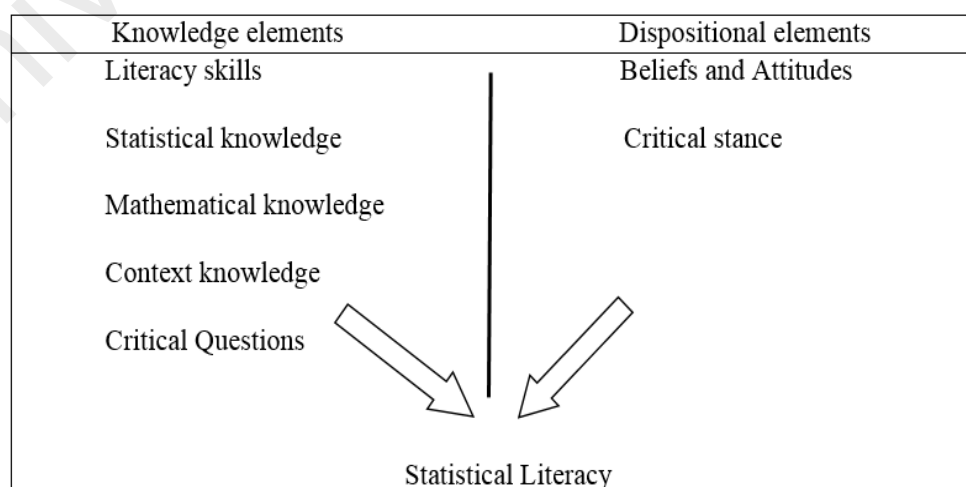 Knowledge elements Dispositional elements
Literacy skills Beliefs and Attitudes
Statistical knowledge Critical stance
Mathematical knowledge
Context knowledge
Critical Questions
Statistical Literacy